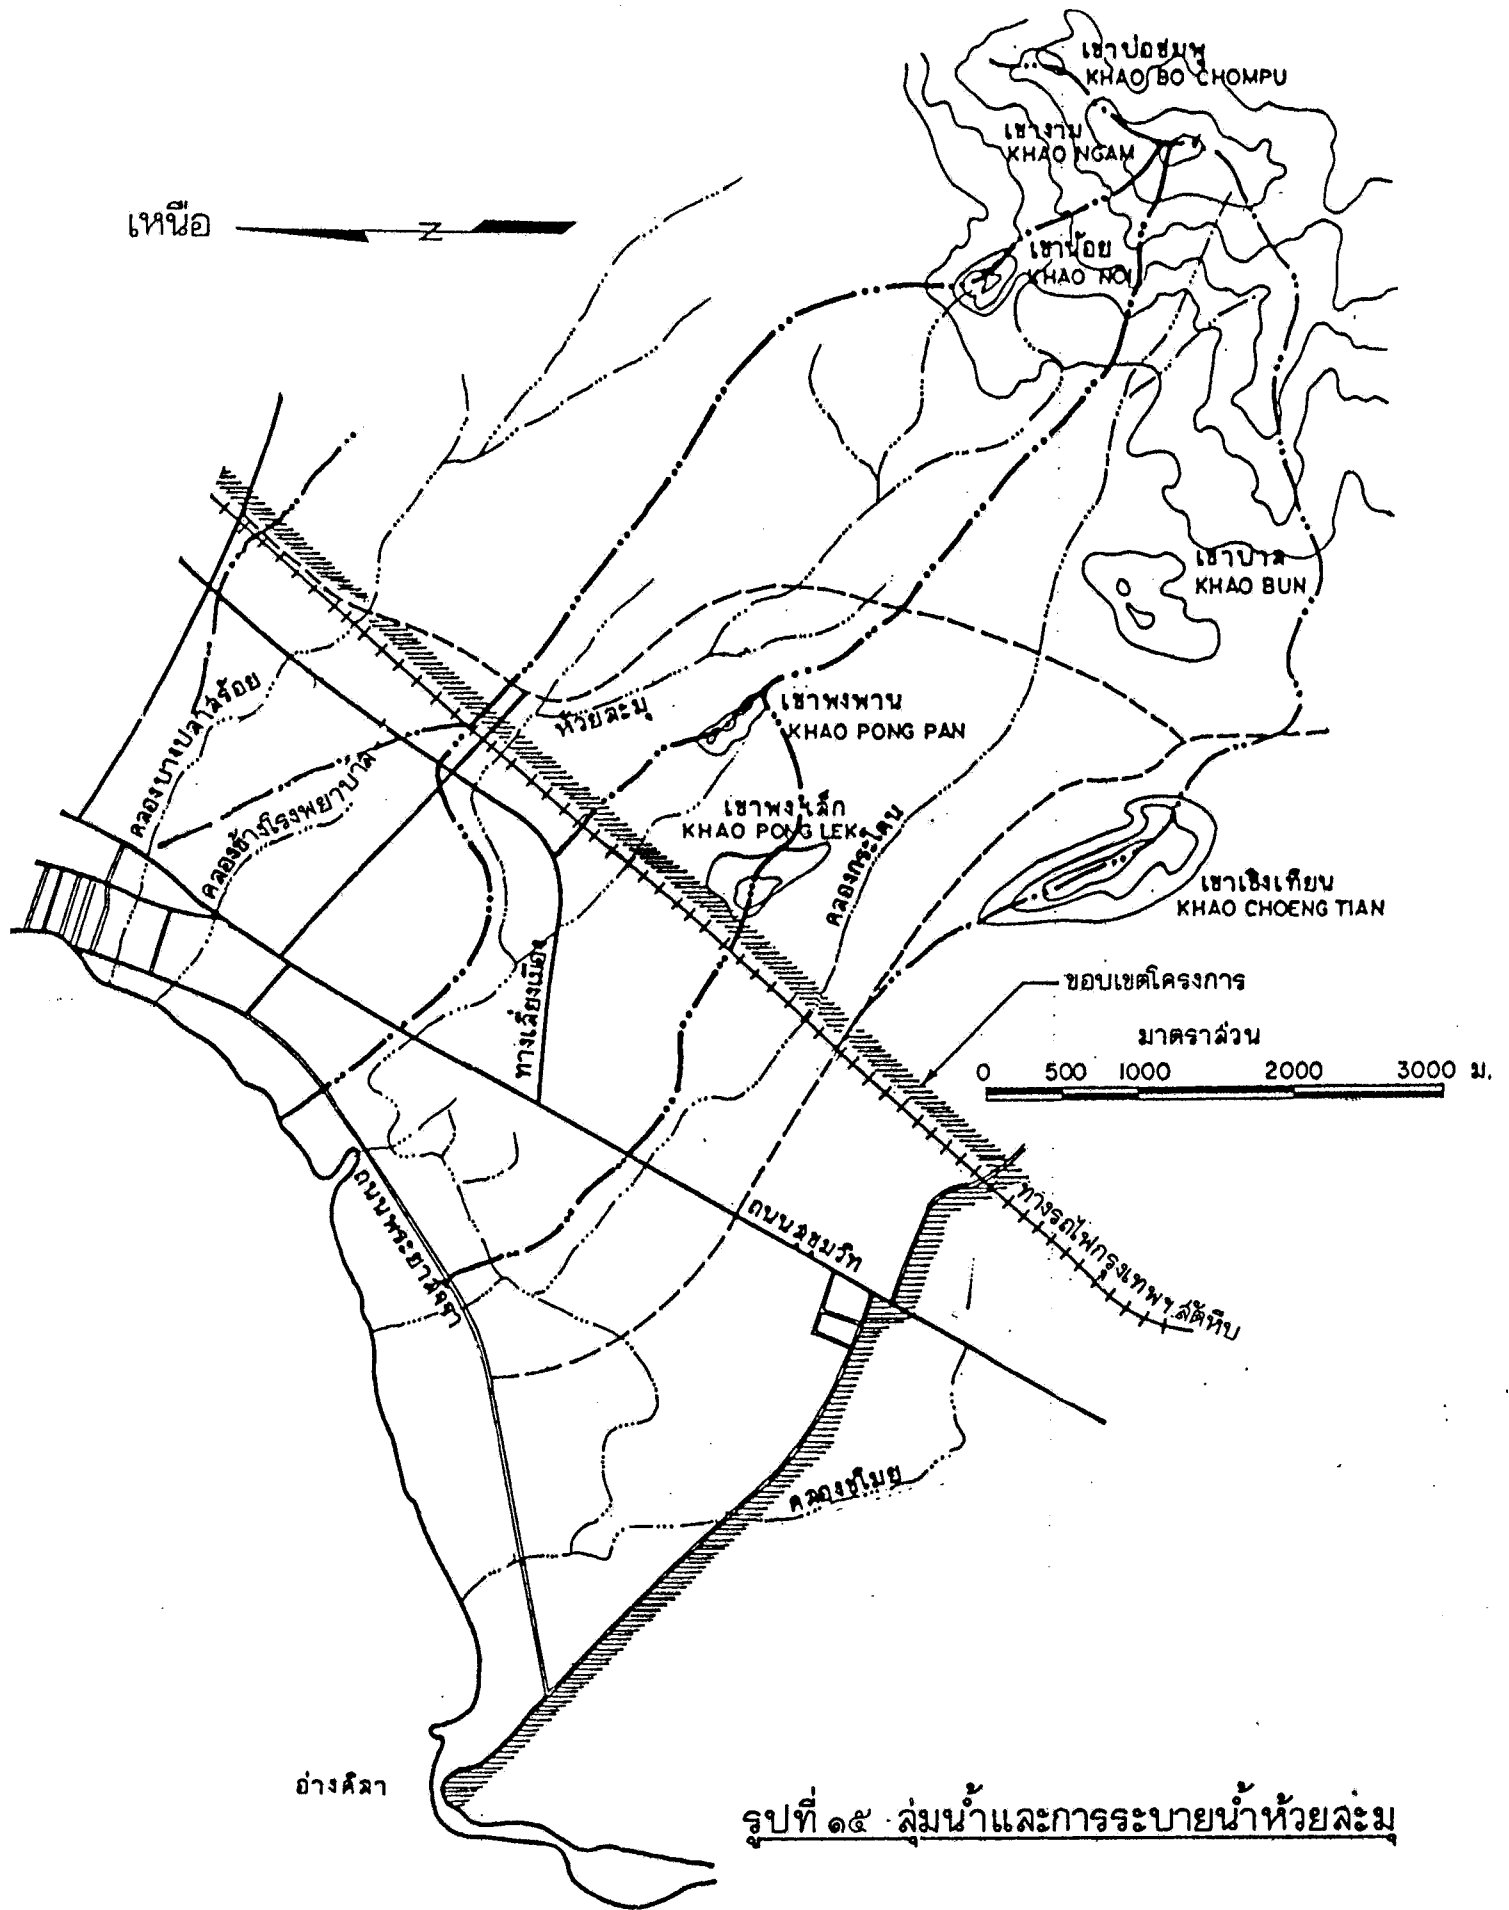 เขาบ่อชมพู
KHAO BO CHOMPU
เขางาม
KHAO NGAM
เหนือ
Z
เขาน้อย
KHAO NOI
เขาบาล
KHAO BUN
คลองบางปลาสร้อย
ห้วยละมุ
เขาพงพาน
KHAO PONG PAN
คลองข้างโรงพยาบาล
เขาพงเล็ก
KHAO PONG LEK
คลองกระโดน
เขาเชิงเทียน
KHAO CHOENG TIAN
ทางเลี่ยงเมือง
ขอบเขตโครงการ
มาตราส่วน
0 500 1000 2000 3000 ม.
ถนนพระยาสัจจา
ถนนสุขุมวิท
ทางรถไฟกรุงเทพฯ สัตหีบ
คลองขโมย
อ่างศิลา
รูปที่ ๑๕ ลุ่มน้ำและการระบายน้ำห้วยละมุ